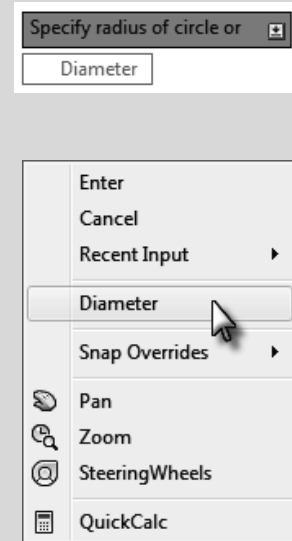 Specify radius of circle or
Diameter
Enter
Cancel
Recent Input
Diameter
Snap Overrides
Pan
Zoom
SteeringWheels
QuickCalc